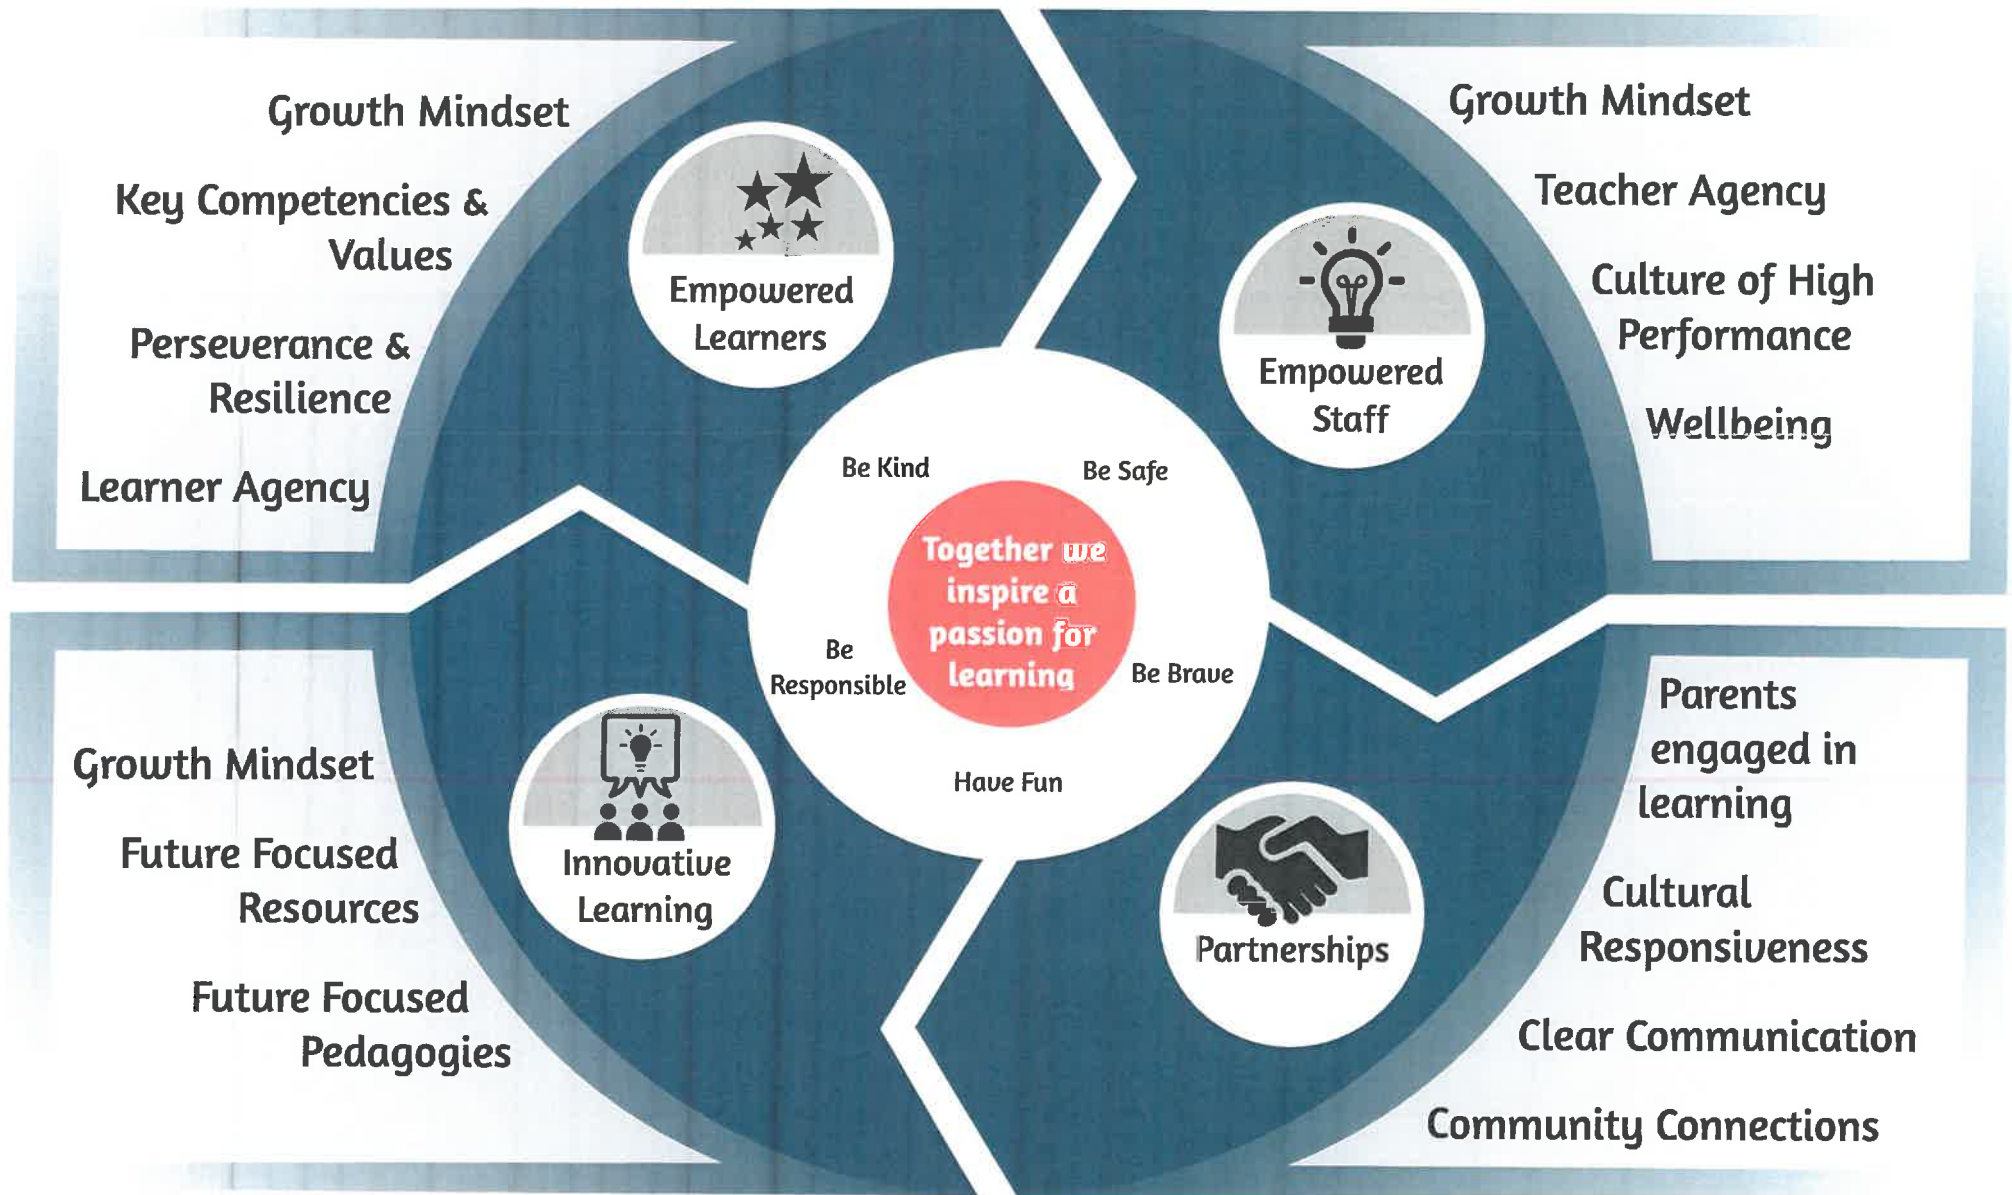 Growth Mindset
Key Competencies &
Values
Perseverance &
Resilience
Learner Agency
Empowered
Learners
Growth Mindset
Teacher Agency
Culture of High
Performance
Wellbeing
Empowered
Staff
Be Kind
Be Safe
Together we
inspire a
passion for
learning
Be
Responsible
Be Brave
Have Fun
Growth Mindset
Future Focused
Resources
Future Focused
Pedagogies
Innovative
Learning
Partnerships
Parents
engaged in
learning
Cultural
Responsiveness
Clear Communication
Community Connections